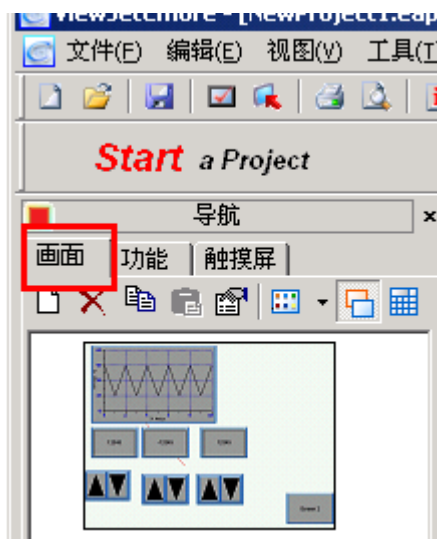 ViewJetCmore - [NewProject1.cap
文件(F) 编辑(E) 视图(V) 工具(T
Start a Project
导航
画面 功能 触摸屏